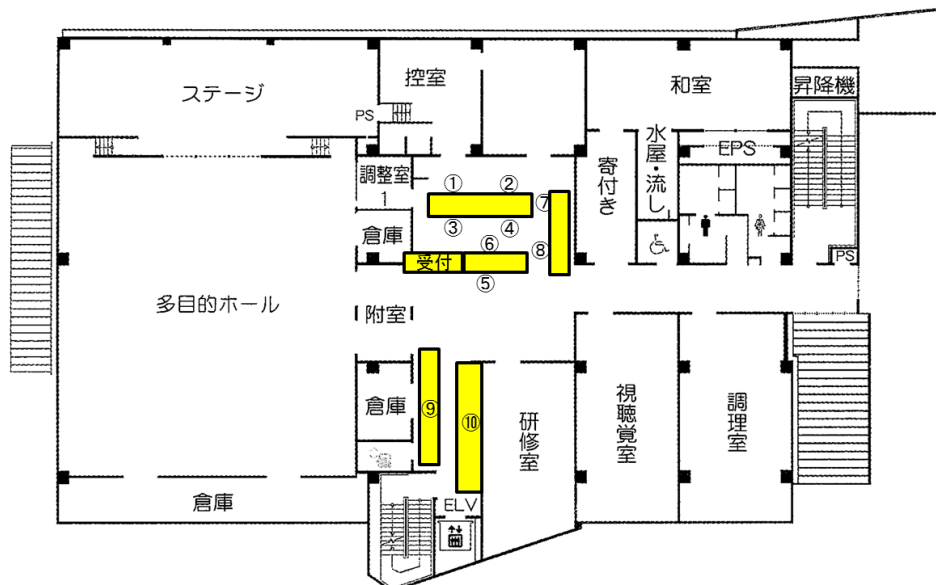 ステージ
控室
和室
昇降機
PS
水屋・流し
EPS
調整室
1
寄付き
①
②
⑦
③
④
倉庫
⑥
⑧
受付
⑤
PS
多目的ホール
附室
倉庫
⑨
⑩
研修室
視聴覚室
調理室
倉庫
ELV